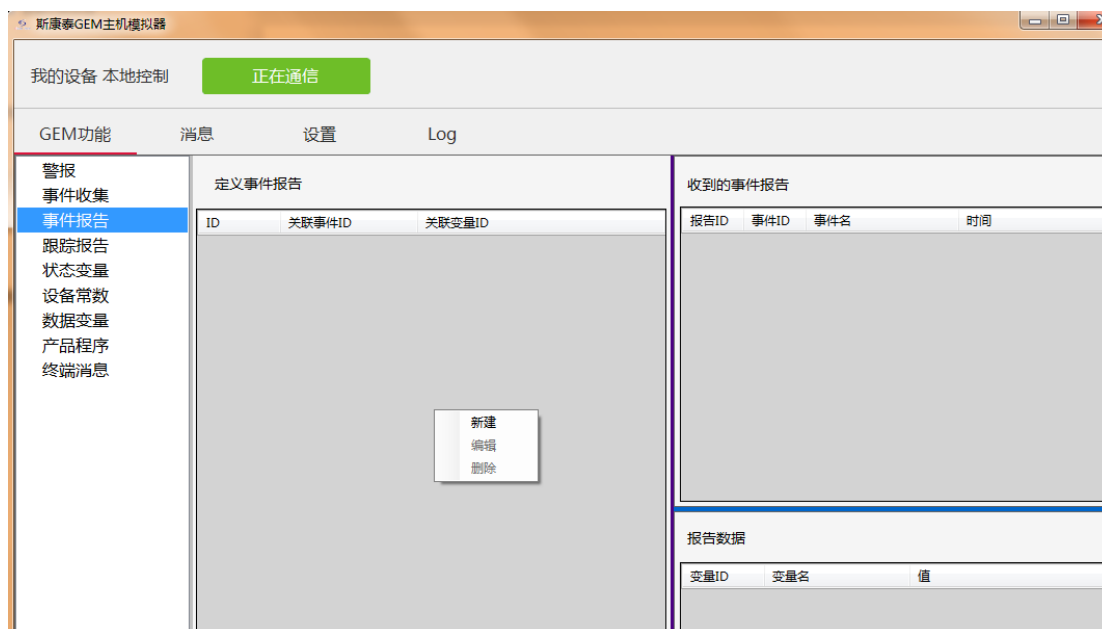 斯康泰GEM主机模拟器
我的设备 本地控制
正在通信
GEM功能 消息 设置 Log
警报
事件收集
事件报告
跟踪报告
状态变量
设备常数
数据变量
产品程序
终端消息
定义事件报告
ID 关联事件ID 关联变量ID
新建
编辑
删除
收到的事件报告
报告ID 事件ID 事件名 时间
报告数据
变量ID 变量名 值